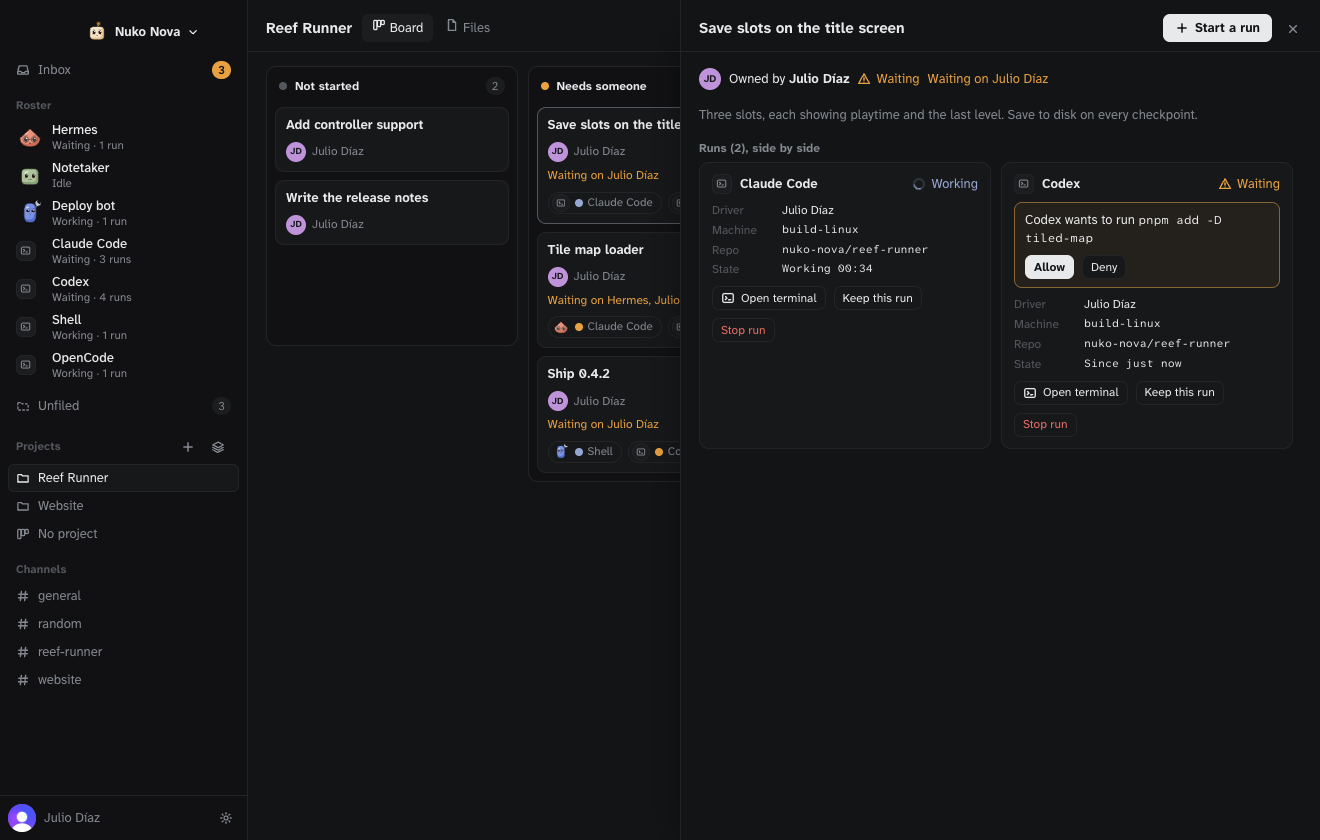 Nuko Nova
Inbox
3
Roster
Hermes
Waiting · 1 run
Notetaker
Idle
Deploy bot
Working · 1 run
Claude Code
Waiting · 3 runs
Codex
Waiting · 4 runs
Shell
Working · 1 run
OpenCode
Working · 1 run
Unfiled
3
Projects
Reef Runner
Website
No project
Channels
general
random
reef-runner
website
Julio Díaz
Reef Runner
Board
Files
Not started
2
Add controller support
JD Julio Díaz
Write the release notes
JD Julio Díaz
Needs someone
Save slots on the title
JD Julio Díaz
Waiting on Julio Díaz
Claude Code
Tile map loader
JD Julio Díaz
Waiting on Hermes, Julio
Claude Code
Ship 0.4.2
JD Julio Díaz
Waiting on Julio Díaz
Shell
Save slots on the title screen
Start a run
JD Owned by Julio Díaz Waiting Waiting on Julio Díaz
Three slots, each showing playtime and the last level. Save to disk on every checkpoint.
Runs (2), side by side
Claude Code Working
Driver Julio Díaz
Machine build-linux
Repo nuko-nova/reef-runner
State Working 00:34
Open terminal Keep this run
Stop run
Codex Waiting
Codex wants to run pnpm add -D
tiled-map
Allow Deny
Driver Julio Díaz
Machine build-linux
Repo nuko-nova/reef-runner
State Since just now
Open terminal Keep this run
Stop run